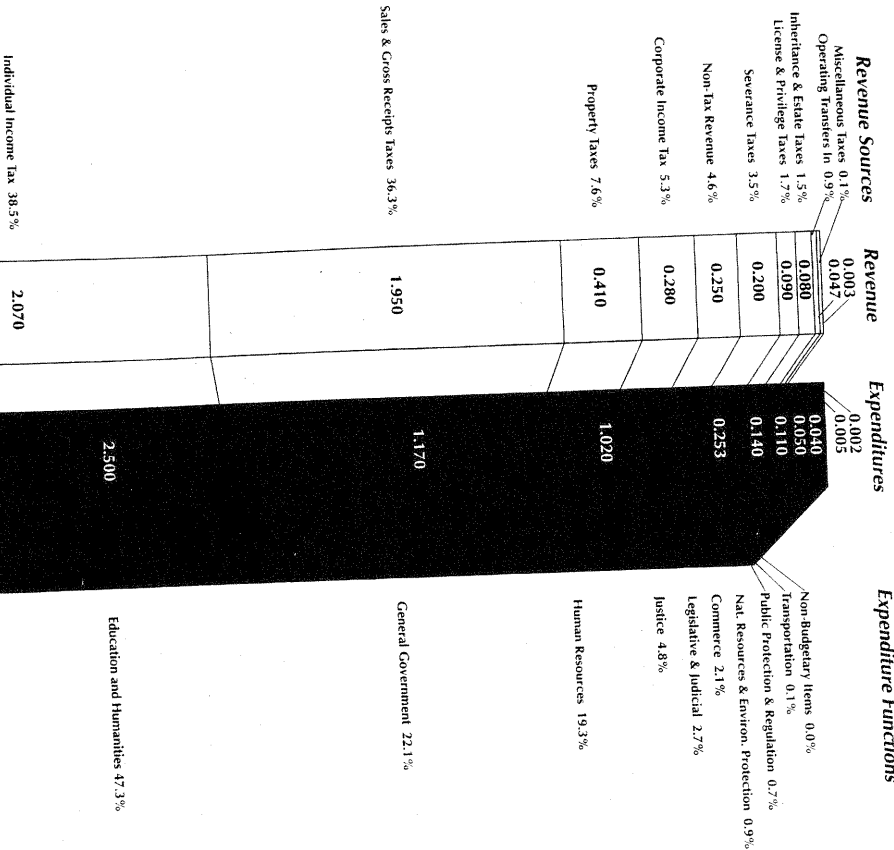 Revenue Sources
Miscellaneous Taxes 0.1%
Operating Transfers In 0.9%
Inheritance & Estate Taxes 1.5%
License & Privilege Taxes 1.7%
Severance Taxes 3.5%
Non-Tax Revenue 4.6%
Corporate Income Tax 5.3%
Property Taxes 7.6%
Sales & Gross Receipts Taxes 36.3%
Individual Income Tax 38.5%
Revenue
0.003
0.047
0.080
0.090
0.200
0.250
0.280
0.410
1.950
2.070
Expenditures
0.002
0.005
0.040
0.050
0.110
0.140
0.253
1.020
1.170
2.500
Expenditure Functions
Non-Budgetary Items 0.0%
Transportation 0.1%
Public Protection & Regulation 0.7%
Nat. Resources & Environ. Protection 0.9%
Commerce 2.1%
Legislative & Judicial 2.7%
Justice 4.8%
Human Resources 19.3%
General Government 22.1%
Education and Humanities 47.3%